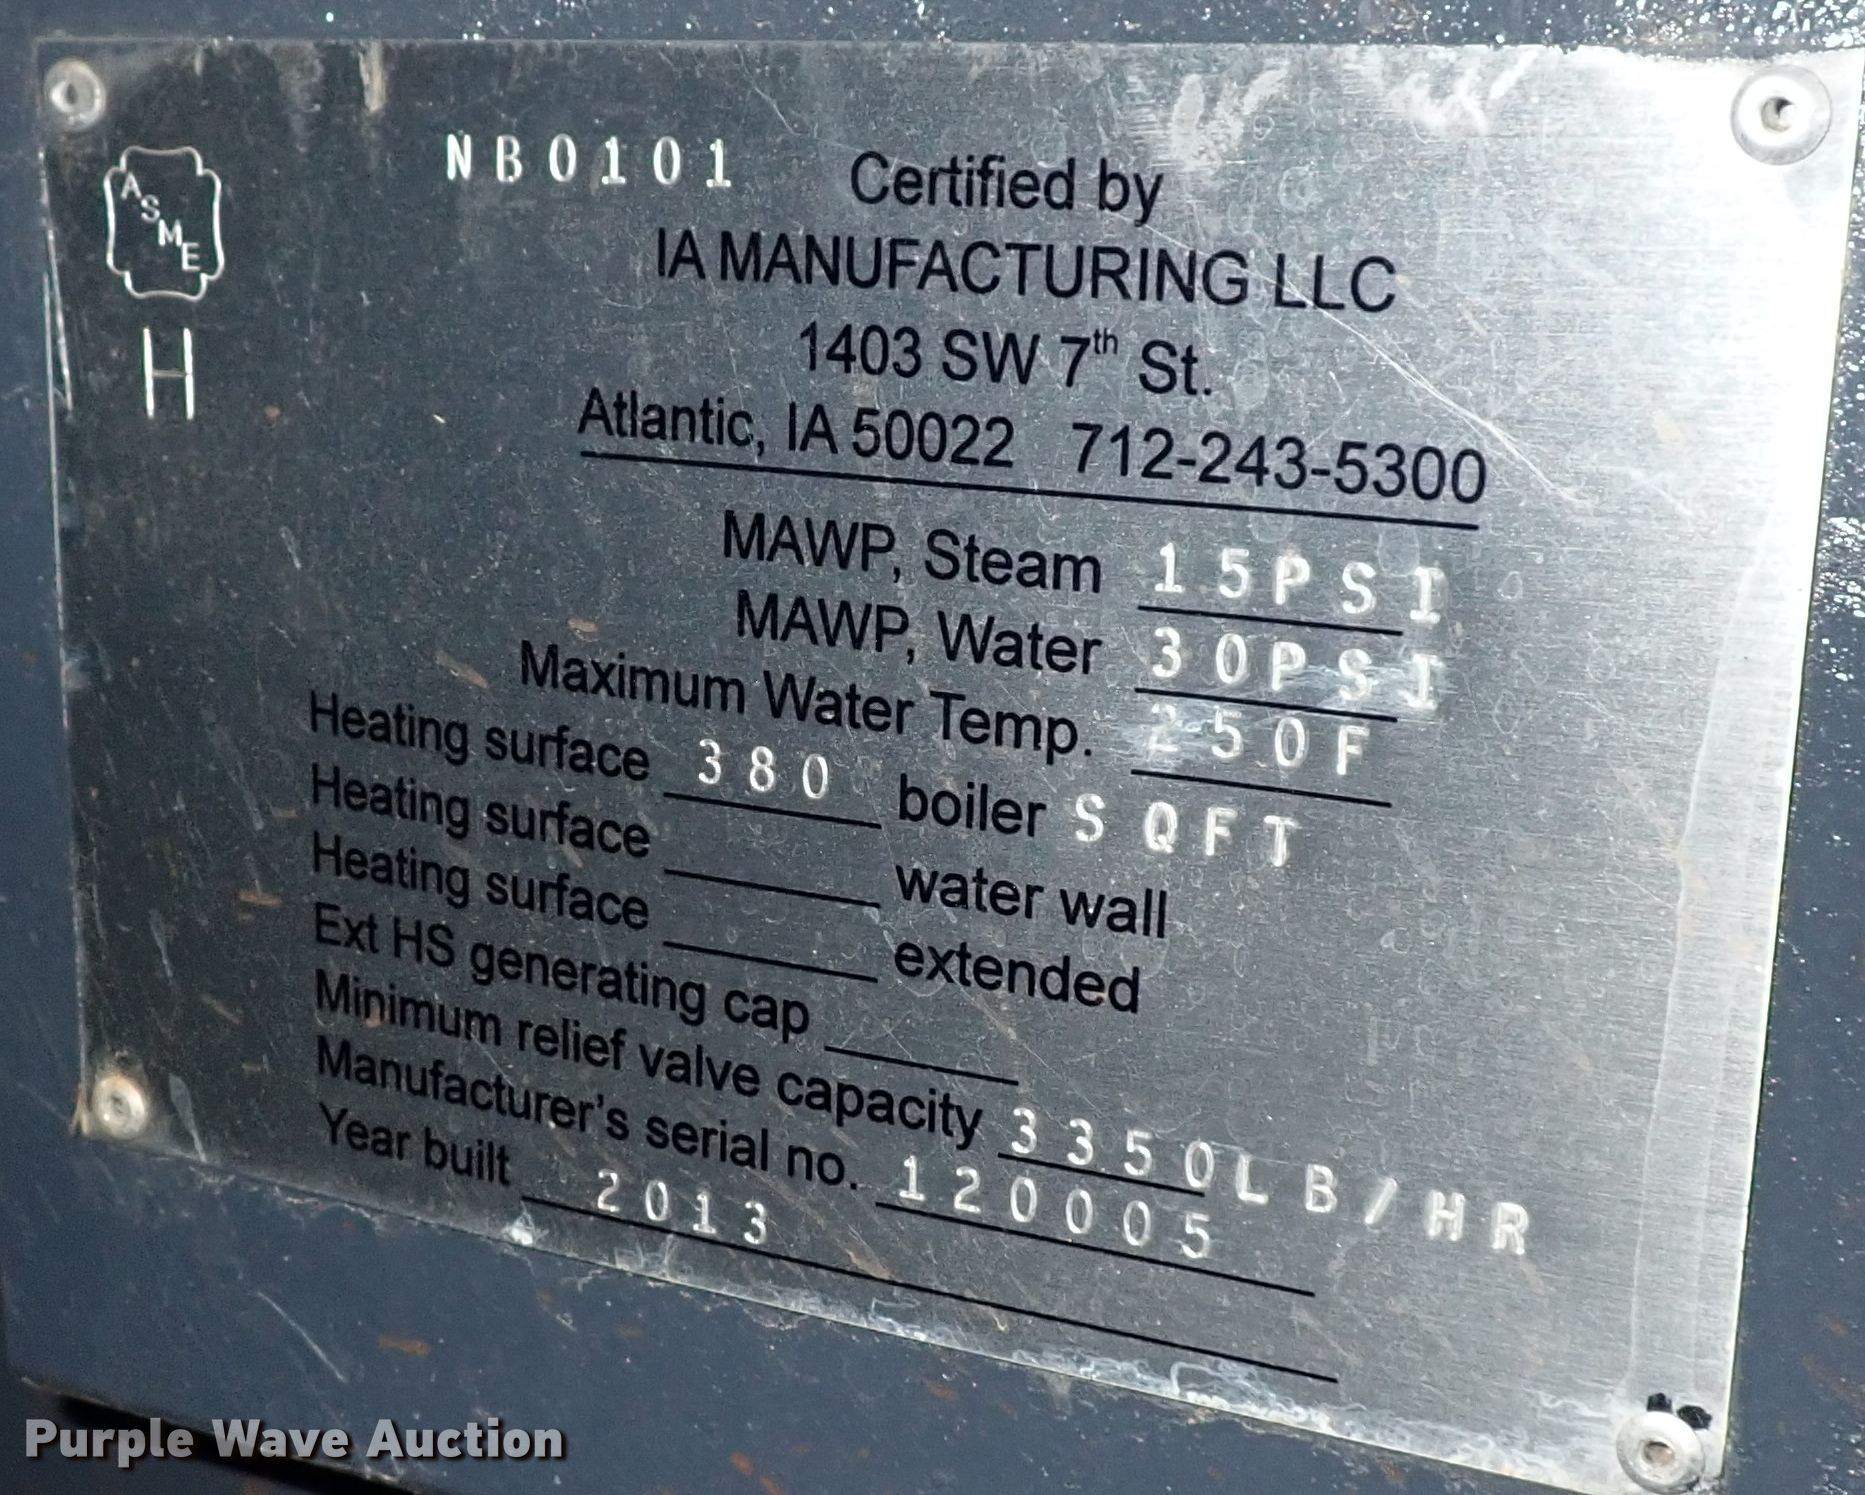 NB0101
ASME
H
Certified by
IA MANUFACTURING LLC
1403 SW 7th St.
Atlantic, IA 50022 712-243-5300
MAWP, Steam 15PSI
MAWP, Water 30PSI
Maximum Water Temp. 250F
Heating surface 380 boiler SQFT
Heating surface water wall
Heating surface extended
Ext HS generating cap
Minimum relief valve capacity 3350LB/HR
Manufacturer's serial no. 120005
Year built 2013
Purple Wave Auction